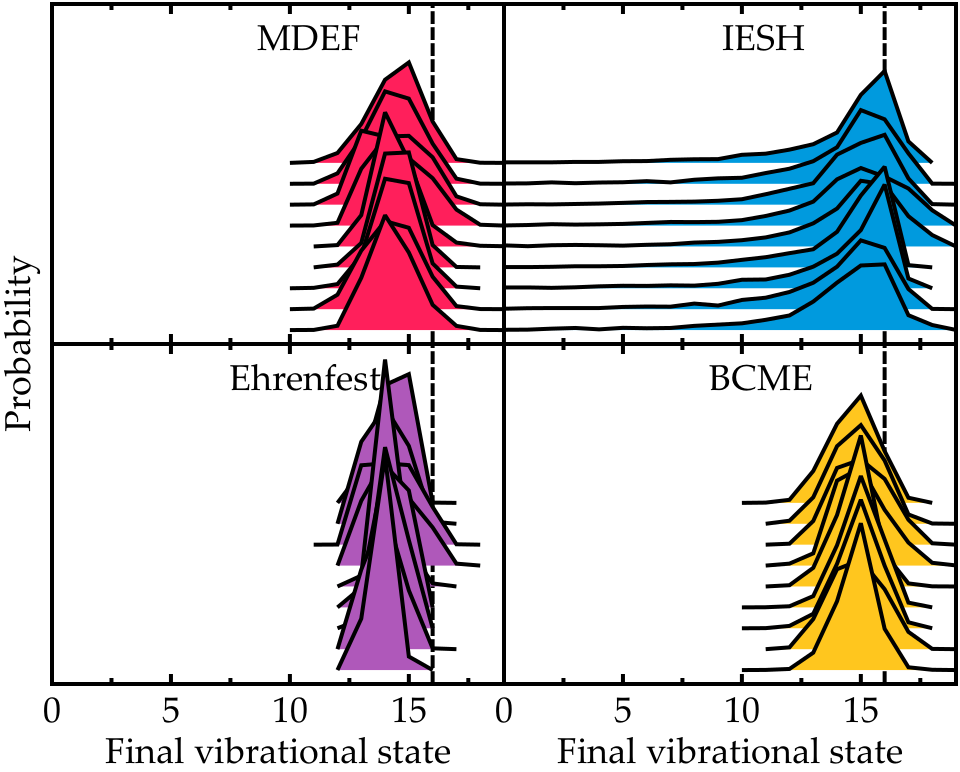 MDEF
IESH
Probability
Ehrenfest
BCME
0 5 10 15 0 5 10 15
Final vibrational state Final vibrational state